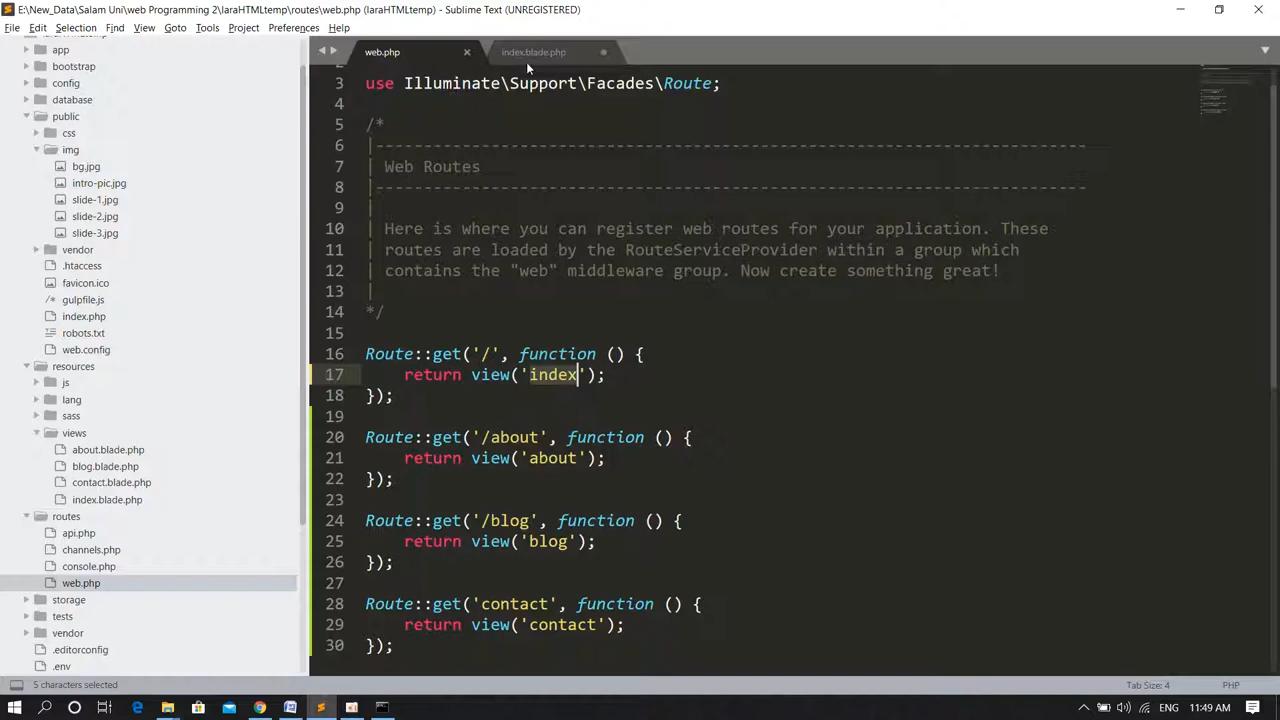 E:\New_Data\Salam Uni\web Programming 2\laraHTMLtemp\routes\web.php (laraHTMLtemp) - Sublime Text (UNREGISTERED)
File Edit Selection Find View Goto Tools Project Preferences Help
app
bootstrap
config
database
public
css
img
bg.jpg
intro-pic.jpg
slide-1.jpg
slide-2.jpg
slide-3.jpg
vendor
.htaccess
favicon.ico
gulpfile.js
index.php
robots.txt
web.config
resources
js
lang
sass
views
about.blade.php
blog.blade.php
contact.blade.php
index.blade.php
routes
api.php
channels.php
console.php
web.php
storage
tests
vendor
.editorconfig
.env
web.php index.blade.php
3 use Illuminate\Support\Facades\Route;
4
5 /*
6 |--------------------------------------------------------------------------
7 | Web Routes
8 |--------------------------------------------------------------------------
9 |
10 | Here is where you can register web routes for your application. These
11 | routes are loaded by the RouteServiceProvider within a group which
12 | contains the "web" middleware group. Now create something great!
13 |
14 */
15
16 Route::get('/', function () {
17 return view('index');
18 });
19
20 Route::get('/about', function () {
21 return view('about');
22 });
23
24 Route::get('/blog', function () {
25 return view('blog');
26 });
27
28 Route::get('contact', function () {
29 return view('contact');
30 });
5 characters selected Tab Size: 4 PHP
11:49 AM